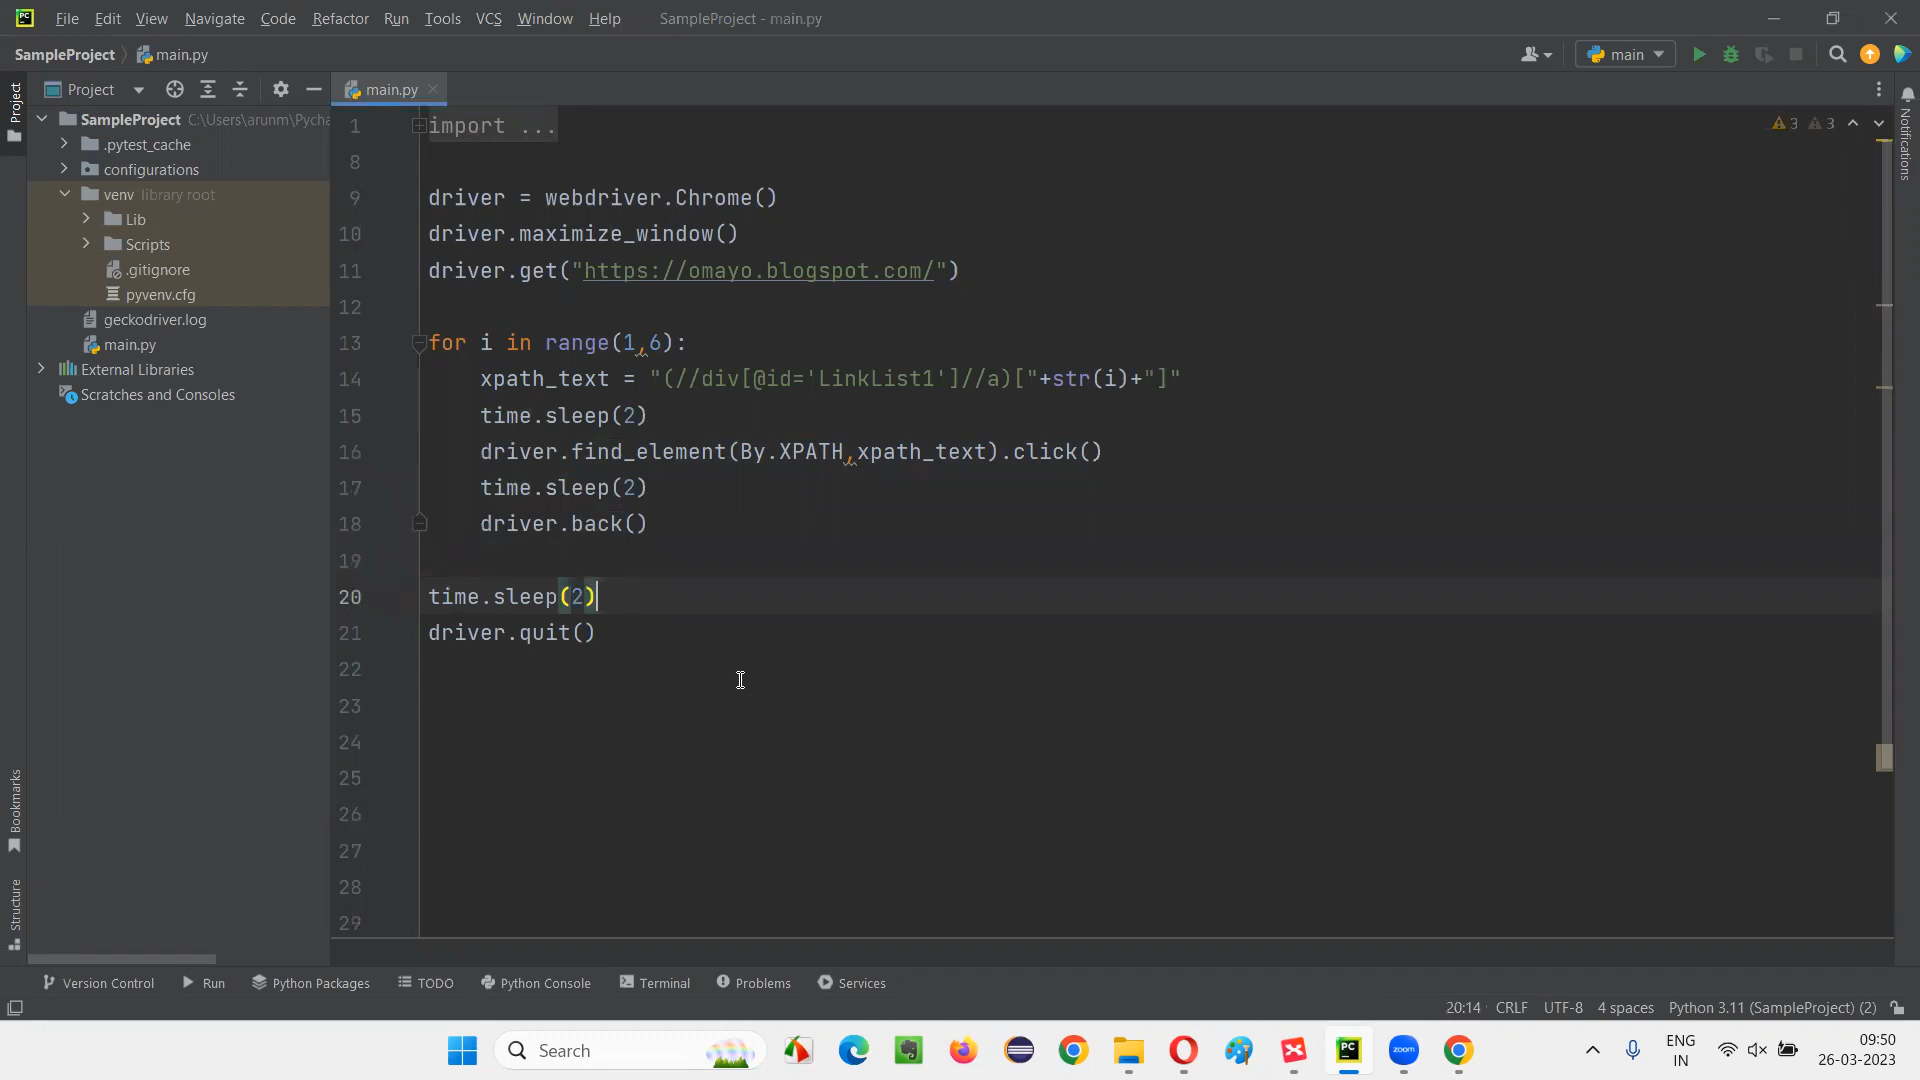 File Edit View Navigate Code Refactor Run Tools VCS Window Help SampleProject - main.py
SampleProject main.py main
Project main.py
Project
SampleProject C:\Users\arunm\Pycha
.pytest_cache
configurations
venv library root
Lib
Scripts
.gitignore
pyvenv.cfg
geckodriver.log
main.py
External Libraries
Scratches and Consoles
Bookmarks
Structure
1 import ...
8
9 driver = webdriver.Chrome()
10 driver.maximize_window()
11 driver.get("https://omayo.blogspot.com/")
12
13 for i in range(1,6):
14 xpath_text = "(//div[@id='LinkList1']//a)["+str(i)+"]"
15 time.sleep(2)
16 driver.find_element(By.XPATH,xpath_text).click()
17 time.sleep(2)
18 driver.back()
19
20 time.sleep(2)
21 driver.quit()
22
23
24
25
26
27
28
29
3 3
Notifications
Version Control Run Python Packages TODO Python Console Terminal Problems Services
20:14 CRLF UTF-8 4 spaces Python 3.11 (SampleProject) (2)
PC
Search
PC
zoom
ENG
IN
09:50
26-03-2023